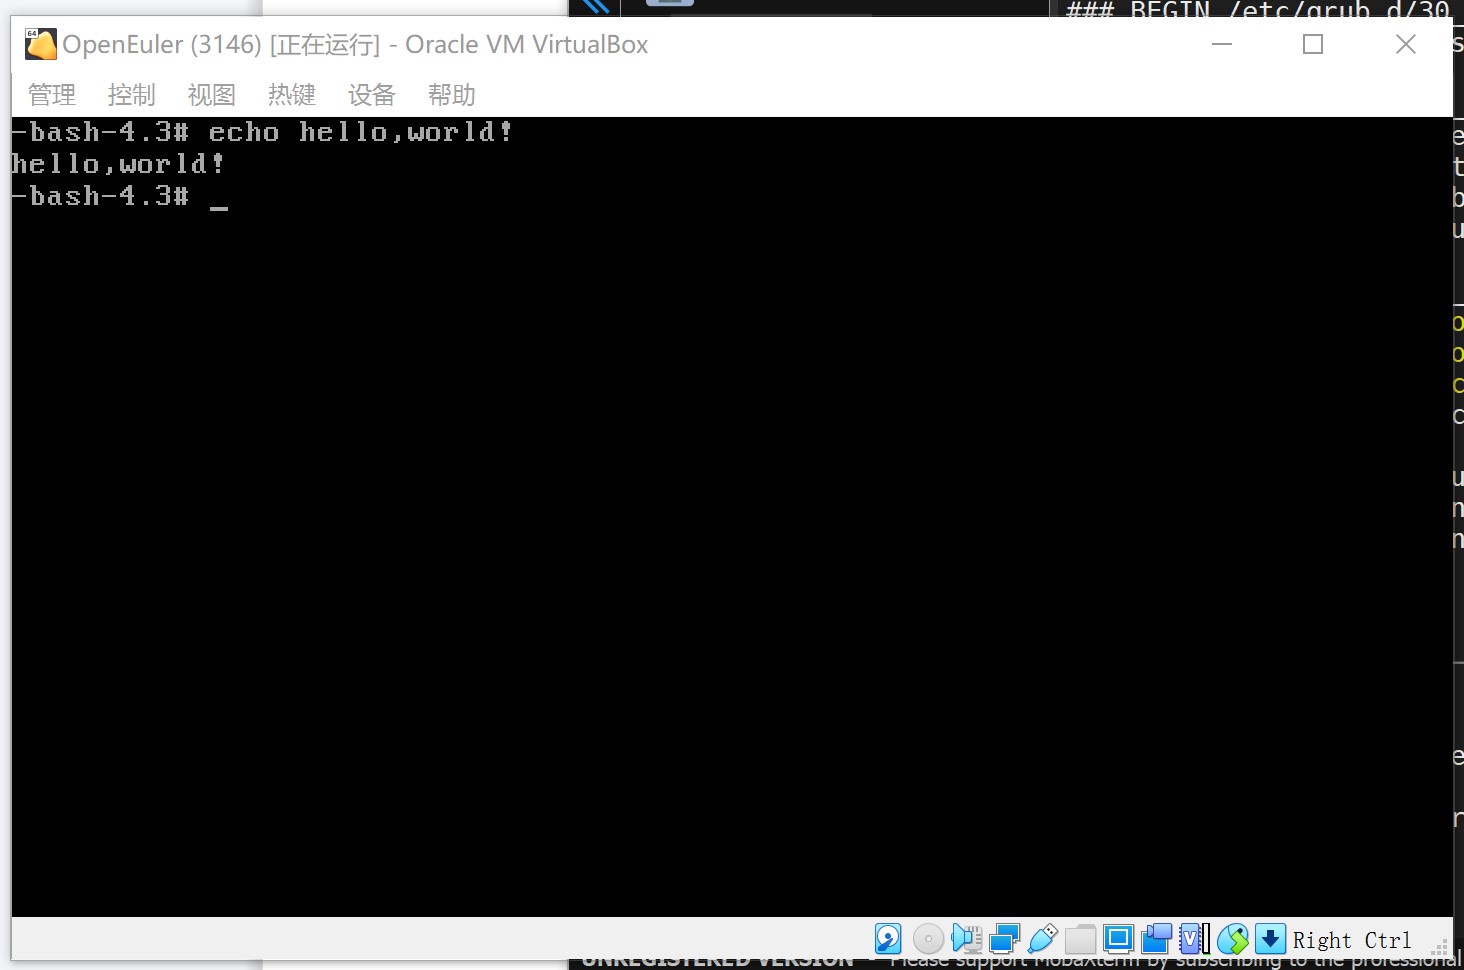 ### BEGIN /etc/grub.d/30
OpenEuler (3146) [正在运行] - Oracle VM VirtualBox
管理 控制 视图 热键 设备 帮助
-bash-4.3# echo hello,world!
hello,world!
-bash-4.3# _
Right Ctrl
UNREGISTERED VERSION - Please support MobaXterm by subscribing to the professional